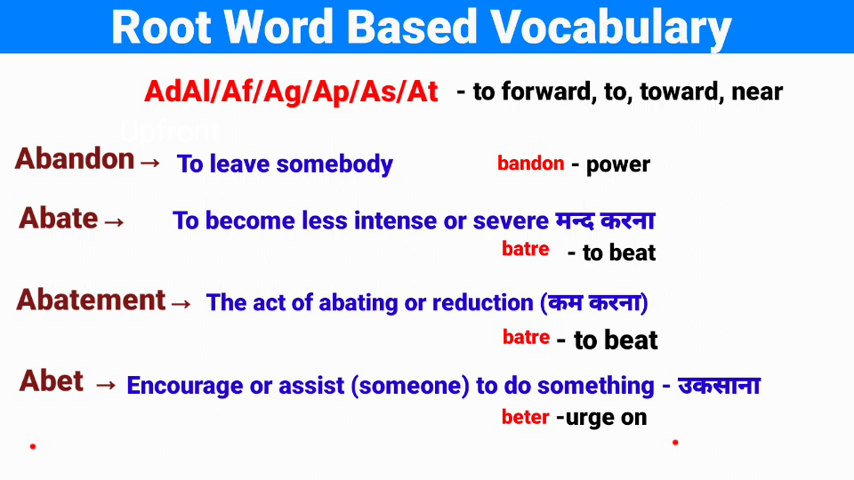 Root Word Based Vocabulary
AdAl/Af/Ag/Ap/As/At - to forward, to, toward, near
Upfront
Abandon→ To leave somebody bandon - power
Abate→ To become less intense or severe मन्द करना
batre - to beat
Abatement→ The act of abating or reduction (कम करना)
batre - to beat
Abet → Encourage or assist (someone) to do something - उकसाना
beter -urge on